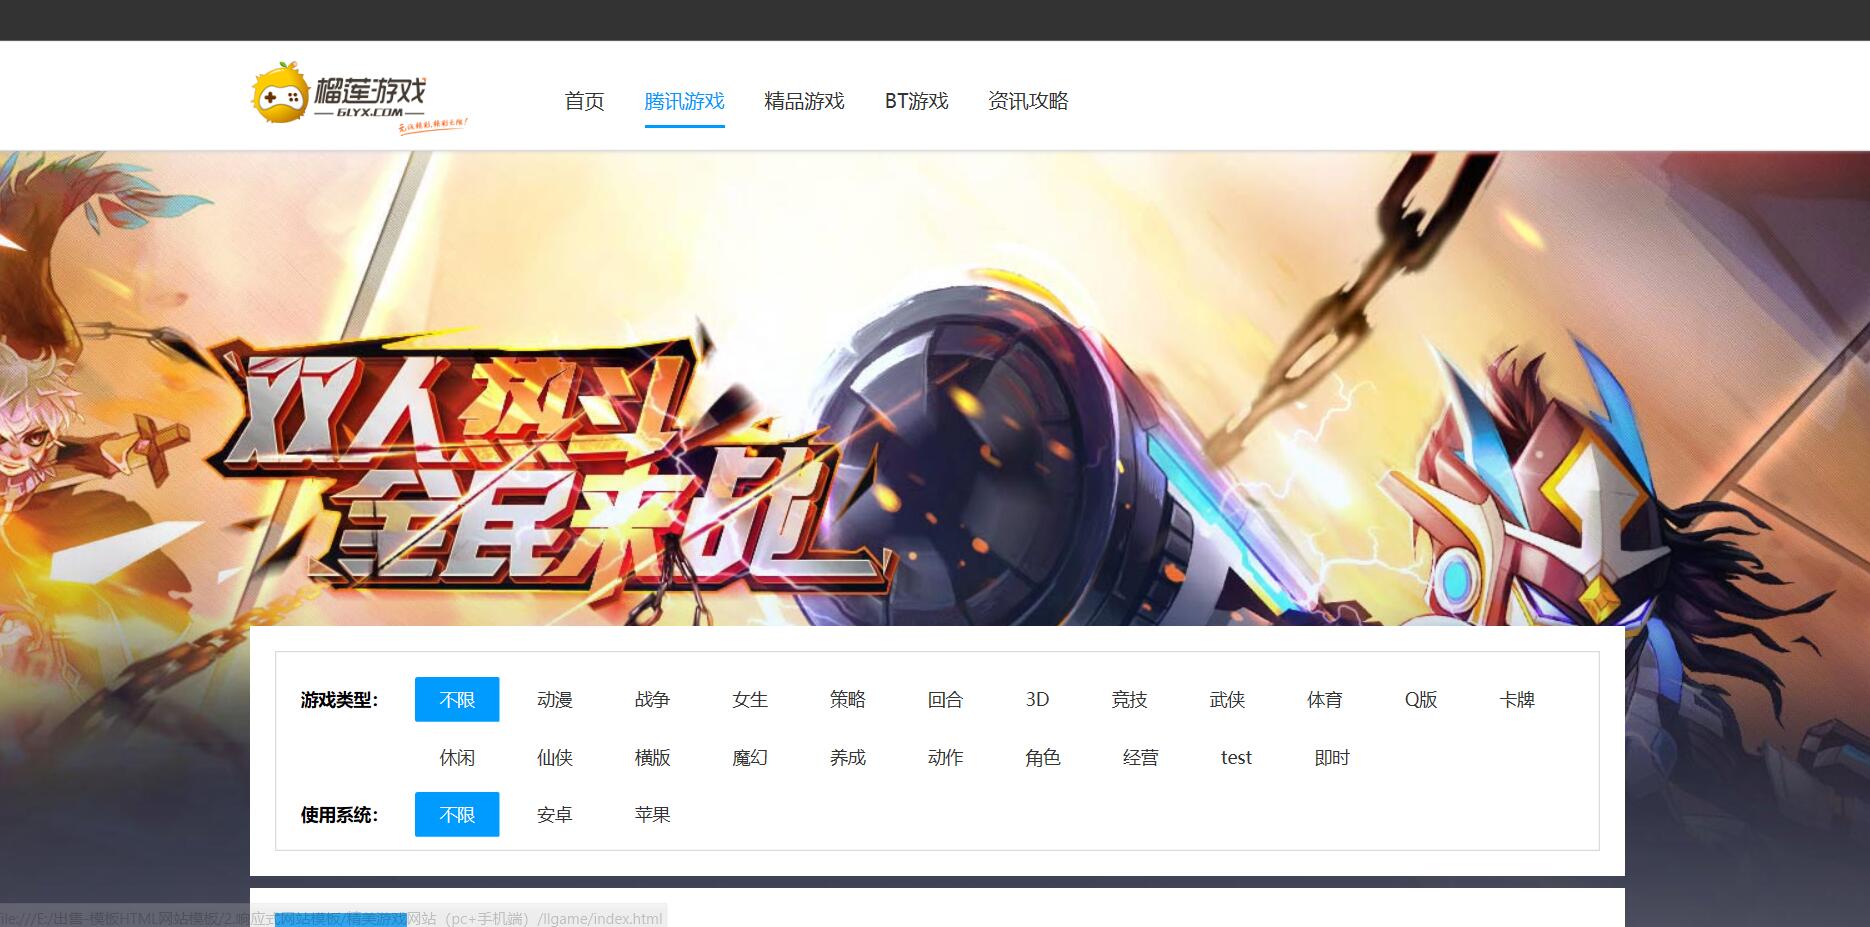 榴莲游戏
6LYX.COM
首页 腾讯游戏 精品游戏 BT游戏 资讯攻略
双人热斗
全民来战
游戏类型： 不限 动漫 战争 女生 策略 回合 3D 竞技 武侠 体育 Q版 卡牌
休闲 仙侠 横版 魔幻 养成 动作 角色 经营 test 即时
使用系统： 不限 安卓 苹果
file:///E:/出售-模板HTML网站模板/2.响应式网站模板/精美游戏网站（pc+手机端）/llgame/index.html